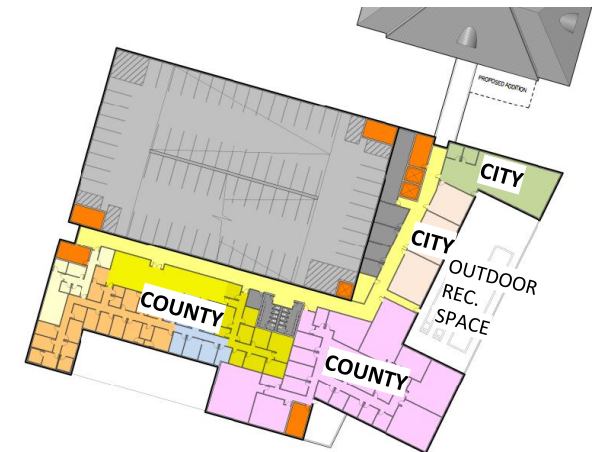 PROPOSED ADDITION
CITY
CITY
OUTDOOR
REC.
SPACE
COUNTY
COUNTY